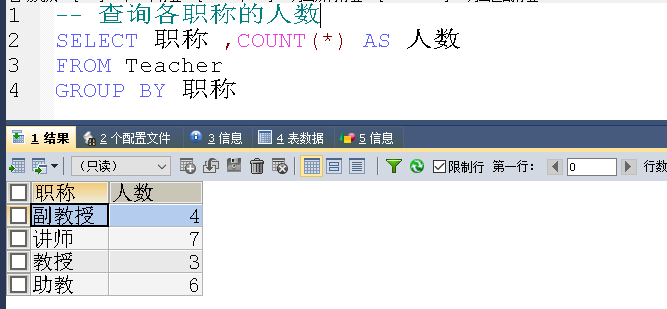 1 -- 查询各职称的人数
2 SELECT 职称 ,COUNT(*) AS 人数
3 FROM Teacher
4 GROUP BY 职称
1 结果 2 个配置文件 3 信息 4 表数据 5 信息
(只读) 限制行 第一行: 0 行数
职称 人数
副教授 4
讲师 7
教授 3
助教 6